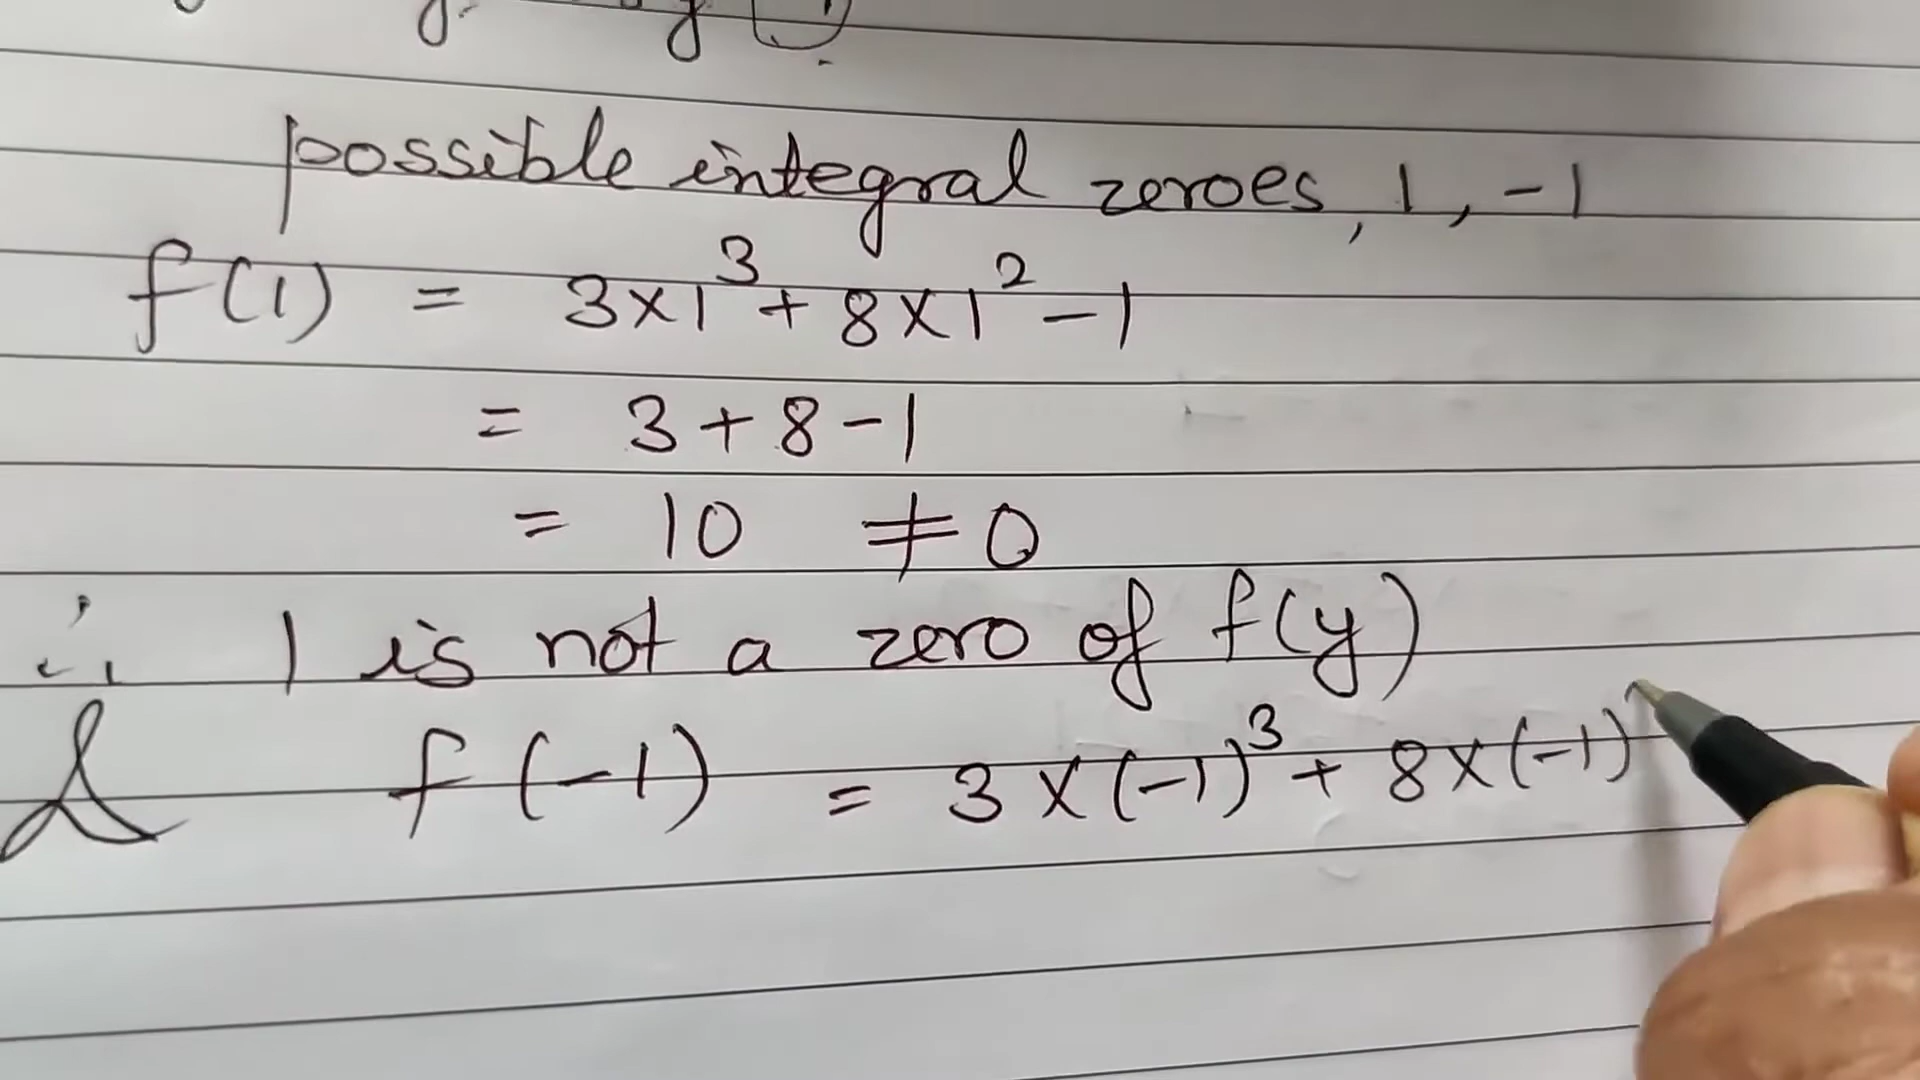 possible integral zeroes, 1, -1
f(1) = 3×1³ + 8×1² - 1
= 3 + 8 - 1
= 10 ≠ 0
∴ 1 is not a zero of f(y)
& f(-1) = 3 × (-1)³ + 8 × (-1)